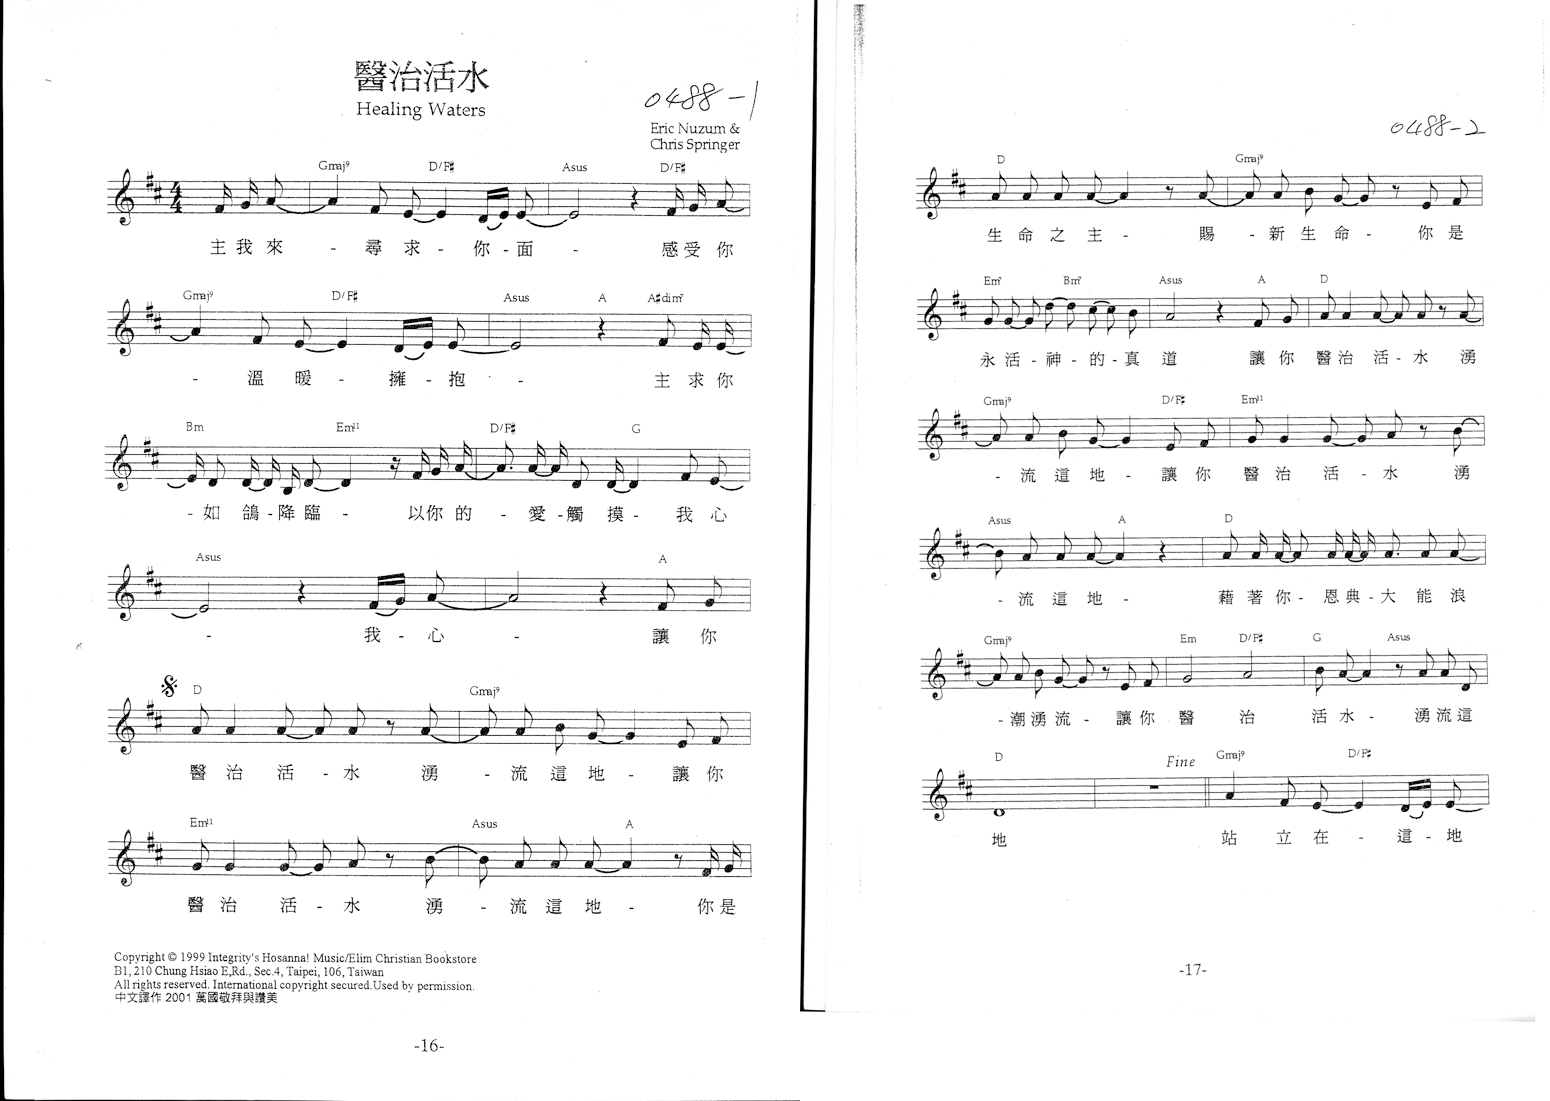 醫治活水
Healing Waters
0488-1
Eric Nuzum &
Chris Springer
Gmaj9 D/F♯ Asus D/F♯
主我來 - 尋求 - 你 - 面 - 感受你
Gmaj9 D/F♯ Asus A A♯dim7
- 溫暖 - 擁 - 抱 - 主求你
Bm Em11 D/F♯ G
- 如鴿 - 降臨 - 以你的 - 愛 - 觸摸 - 我心
Asus A
- 我 - 心 - 讓你
D Gmaj9
醫治活 - 水湧 - 流這地 - 讓你
Em11 Asus A
醫治活 - 水湧 - 流這地 - 你是
Copyright © 1999 Integrity's Hosanna! Music/Elim Christian Bookstore
B1, 210 Chung Hsiao E,Rd., Sec.4, Taipei, 106, Taiwan
All rights reserved. International copyright secured.Used by permission.
中文譯作 2001 萬國敬拜與讚美
-16-
0488-2
D Gmaj9
生命之主 - 賜 - 新生命 - 你是
Em7 Bm7 Asus A D
永活 - 神 - 的 - 真道 讓你醫治活 - 水湧
Gmaj9 D/F♯ Em11
- 流這地 - 讓你醫治活 - 水湧
Asus A D
- 流這地 - 藉著你 - 恩典 - 大能浪
Gmaj9 Em D/F♯ G Asus
- 潮湧流 - 讓你醫治活水 - 湧流這
D Fine Gmaj9 D/F♯
地 站立在 - 這 - 地
-17-